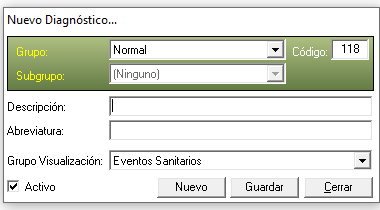 Nuevo Diagnóstico...
Grupo: Normal Código: 118
Subgrupo: (Ninguno)
Descripción:
Abreviatura:
Grupo Visualización: Eventos Sanitarios
Activo Nuevo Guardar Cerrar